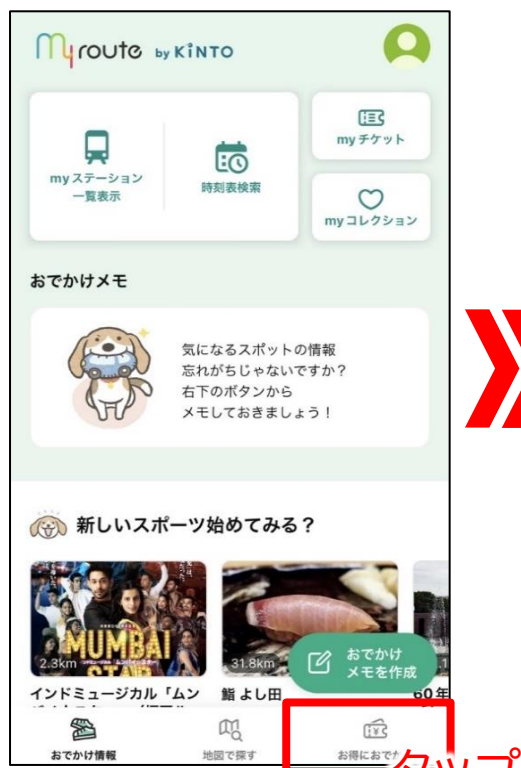 my route by KINTO
myチケット
myステーション
一覧表示
時刻表検索
myコレクション
おでかけメモ
気になるスポットの情報
忘れがちじゃないですか?
右下のボタンから
メモしておきましょう!
新しいスポーツ始めてみる?
MUMBAI
STAR
2.3km
31.8km
おでかけ
メモを作成
インドミュージカル「ムン
鮨 よし田
60年
おでかけ情報
地図で探す
お得におでか
タップ